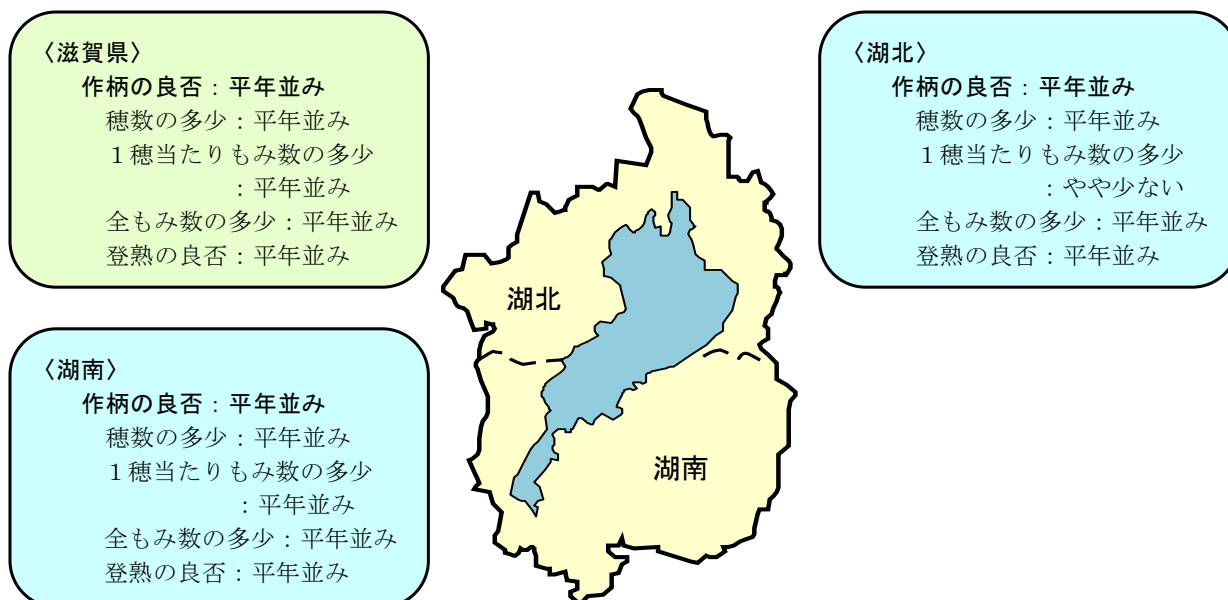 〈滋賀県〉
作柄の良否：平年並み
穂数の多少：平年並み
１穂当たりもみ数の多少
：平年並み
全もみ数の多少：平年並み
登熟の良否：平年並み
〈湖北〉
作柄の良否：平年並み
穂数の多少：平年並み
１穂当たりもみ数の多少
：やや少ない
全もみ数の多少：平年並み
登熟の良否：平年並み
〈湖南〉
作柄の良否：平年並み
穂数の多少：平年並み
１穂当たりもみ数の多少
：平年並み
全もみ数の多少：平年並み
登熟の良否：平年並み
湖北
湖南